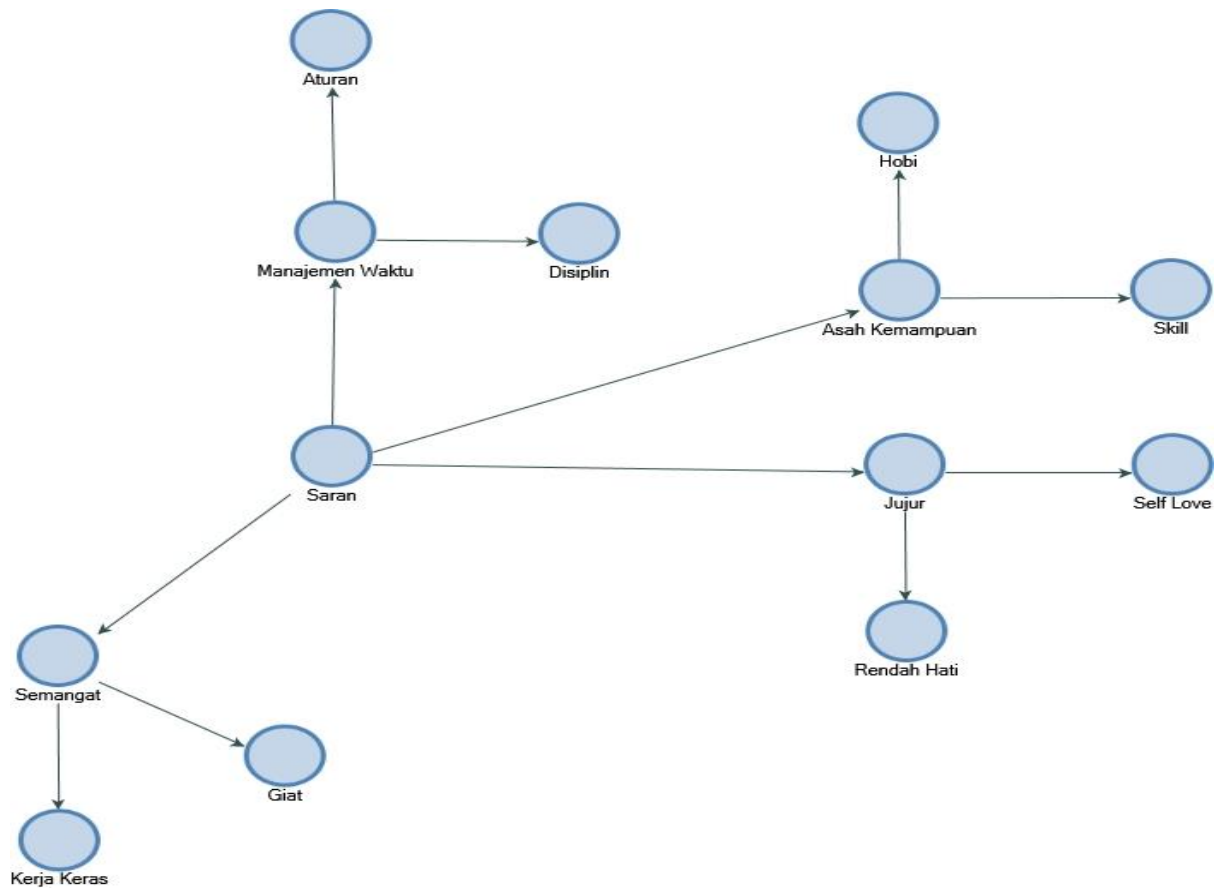 Aturan
Hobi
Manajemen Waktu
Disiplin
Asah Kemampuan
Skill
Saran
Jujur
Self Love
Rendah Hati
Semangat
Giat
Kerja Keras